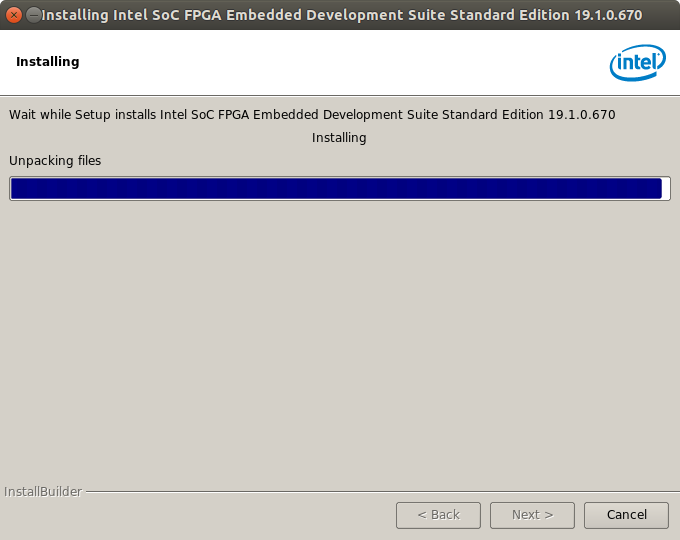 Installing Intel SoC FPGA Embedded Development Suite Standard Edition 19.1.0.670
Installing
intel
Wait while Setup installs Intel SoC FPGA Embedded Development Suite Standard Edition 19.1.0.670
Installing
Unpacking files
InstallBuilder
< Back
Next >
Cancel